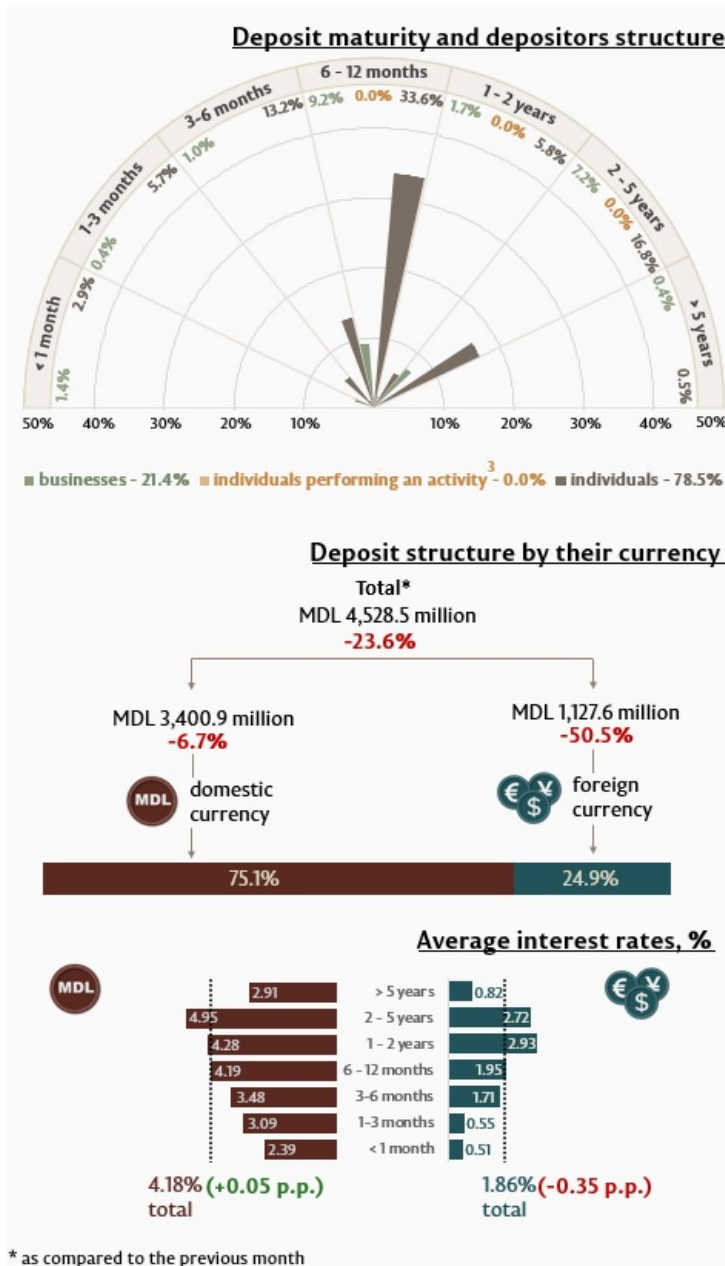 Deposit maturity and depositors structure
< 1 month
1-3 months
3-6 months
6 - 12 months
1 - 2 years
2 - 5 years
> 5 years
1.4%
2.9%
0.4%
5.7%
1.0%
13.2%
9.2%
0.0%
33.6%
1.7%
0.0%
5.8%
7.2%
0.0%
16.8%
0.4%
0.5%
50% 40% 30% 20% 10% 10% 20% 30% 40% 50%
businesses - 21.4% individuals performing an activity 3 - 0.0% individuals - 78.5%
Deposit structure by their currency
Total*
MDL 4,528.5 million
-23.6%
MDL 3,400.9 million
-6.7%
MDL 1,127.6 million
-50.5%
MDL
domestic
currency
€ ¥ $
foreign
currency
75.1% 24.9%
Average interest rates, %
MDL
€ ¥ $
2.91 > 5 years 0.82
4.95 2 - 5 years 2.72
4.28 1 - 2 years 2.93
4.19 6 - 12 months 1.95
3.48 3-6 months 1.71
3.09 1-3 months 0.55
2.39 < 1 month 0.51
4.18% (+0.05 p.p.)
total
1.86% (-0.35 p.p.)
total
* as compared to the previous month